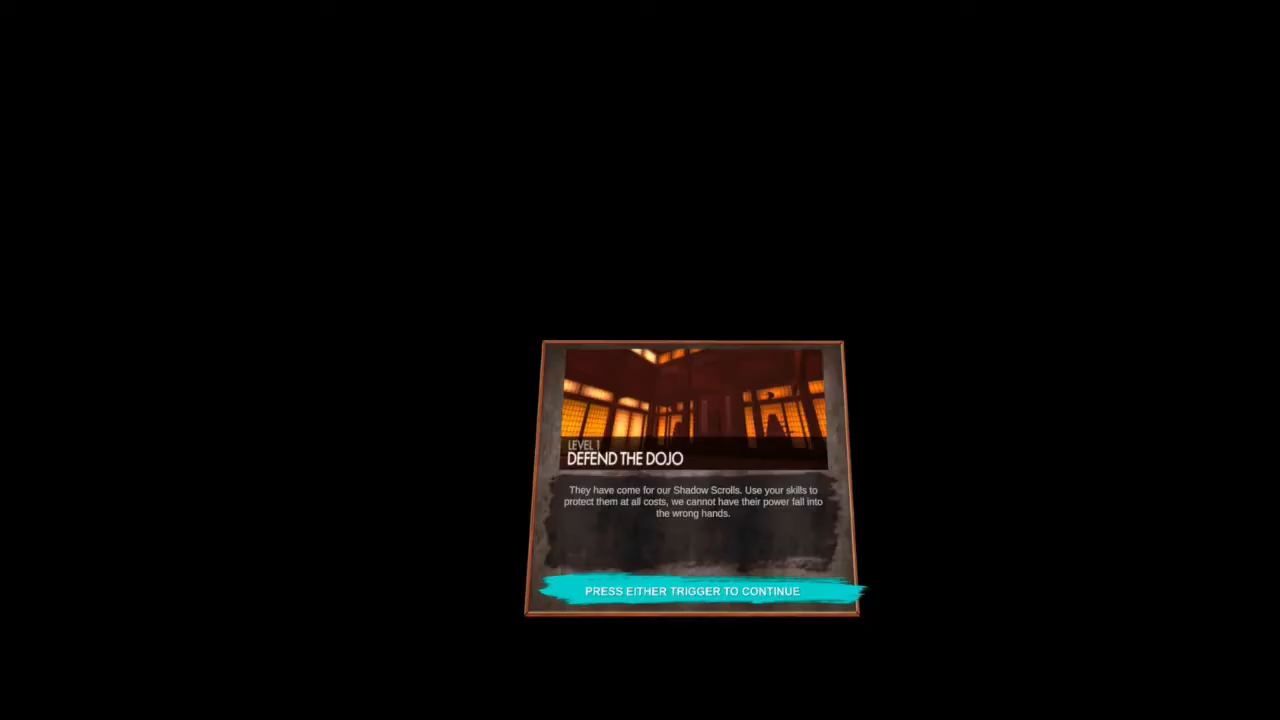 LEVEL 1
DEFEND THE DOJO
They have come for our Shadow Scrolls. Use your skills to
protect them at all costs, we cannot have their power fall into
the wrong hands.
PRESS EITHER TRIGGER TO CONTINUE